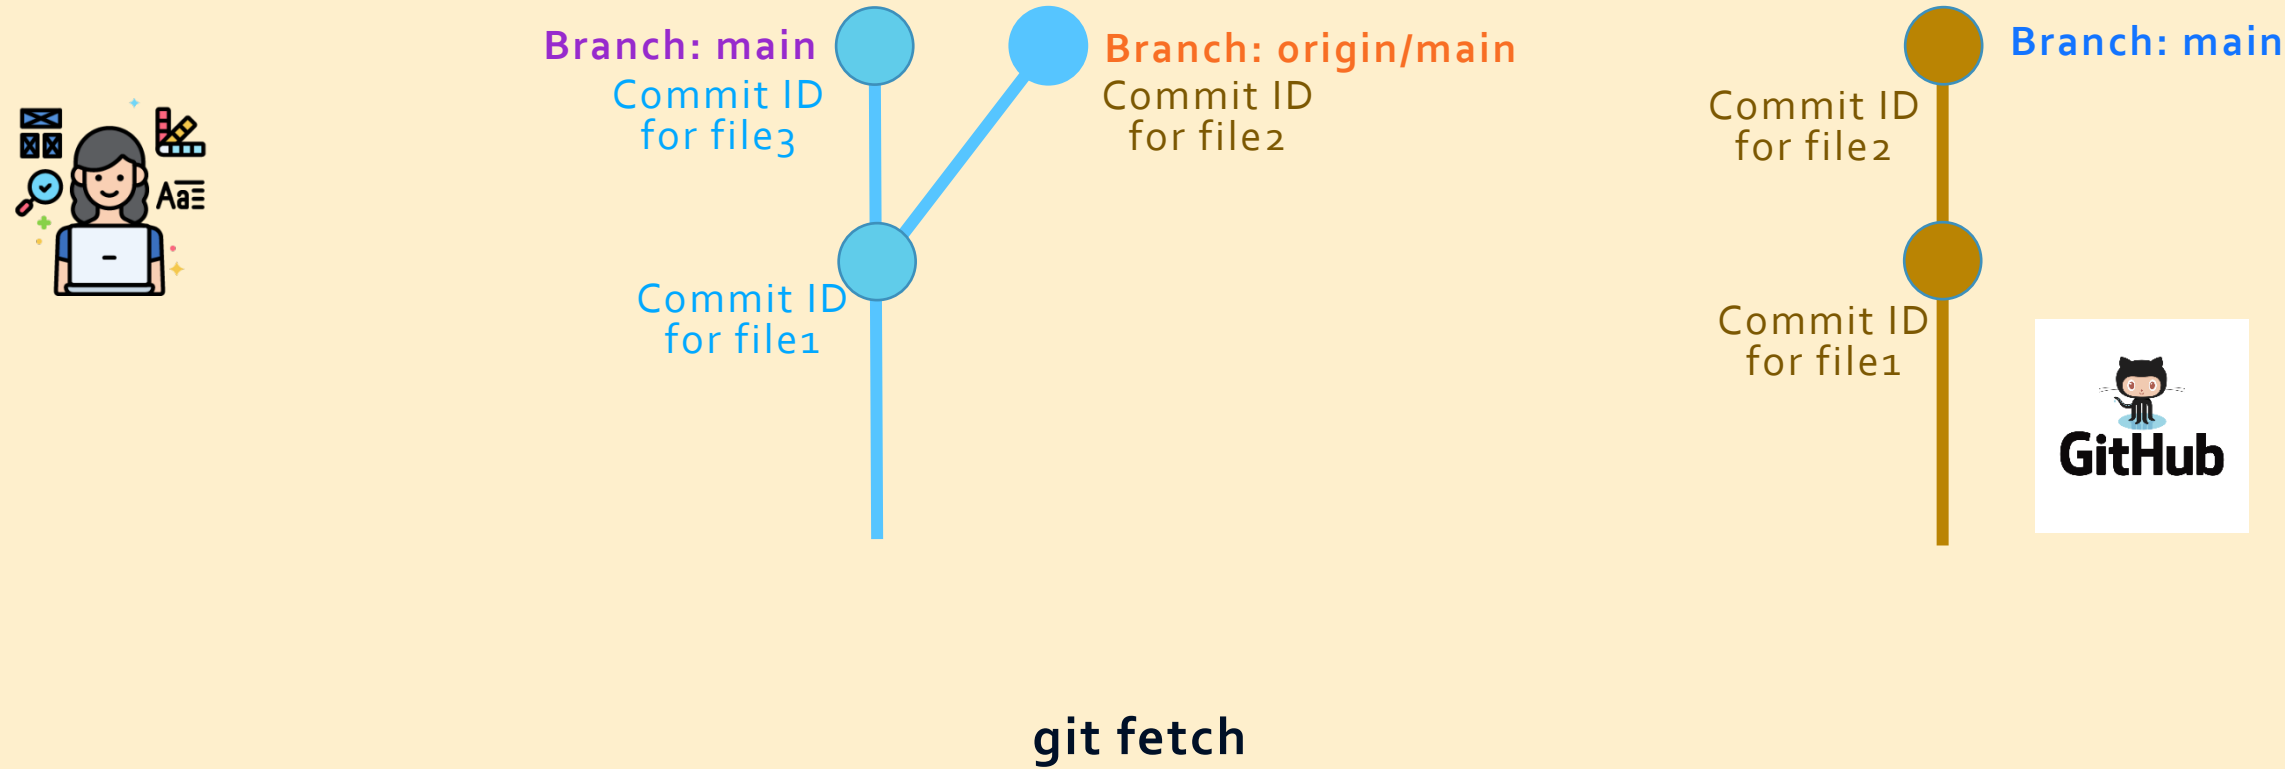 Branch: main
Commit ID
for file3
Branch: origin/main
Commit ID
for file2
Commit ID
for file1
Aa
Branch: main
Commit ID
for file2
Commit ID
for file1
GitHub
git fetch